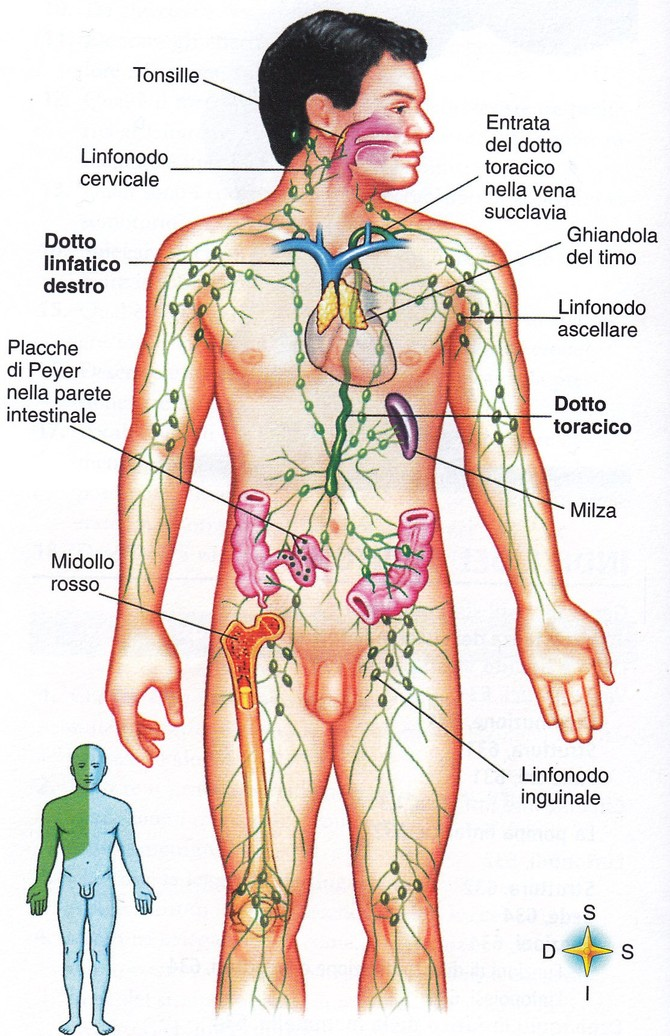 Tonsille
Linfonodo
cervicale
Entrata
del dotto
toracico
nella vena
succlavia
Dotto
linfatico
destro
Ghiandola
del timo
Linfonodo
ascellare
Placche
di Peyer
nella parete
intestinale
Dotto
toracico
Milza
Midollo
rosso
Linfonodo
inguinale
S
D S
I